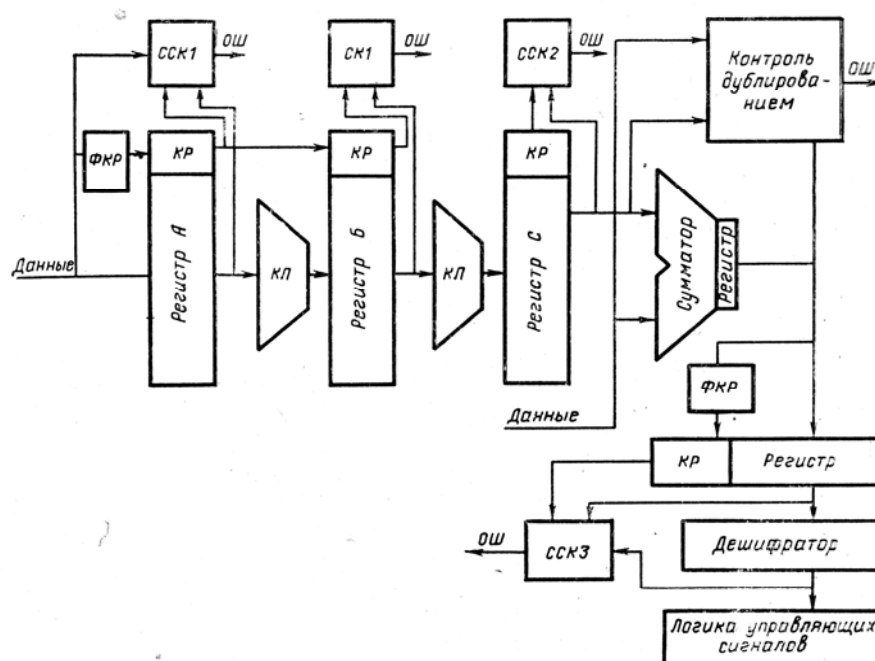 ССК1
ОШ
СК1
ОШ
ССК2
ОШ
Контроль
дублирова-
нием
ОШ
ФКР
КР
КР
КР
Данные
Регистр А
КП
Регистр Б
КП
Регистр С
Сумматор
Регистр
Данные
ФКР
КР
Регистр
ОШ
ССК3
Дешифратор
Логика управляющих
сигналов